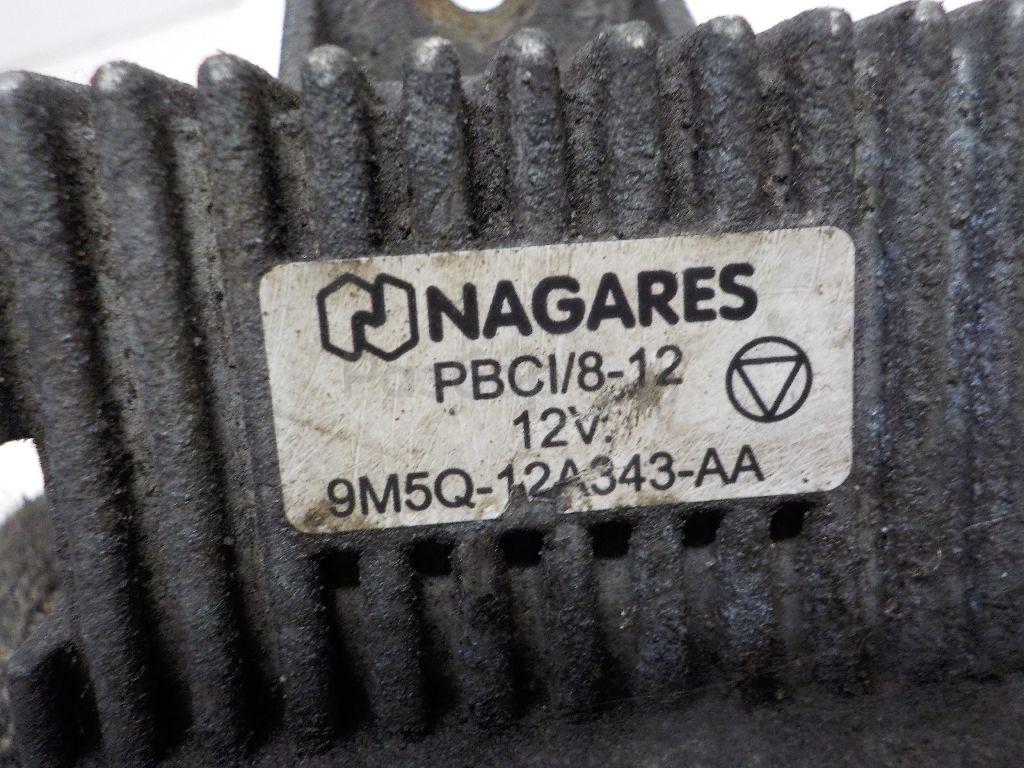 NAGARES
PBCI/8-12
12V.
9M5Q-12A343-AA